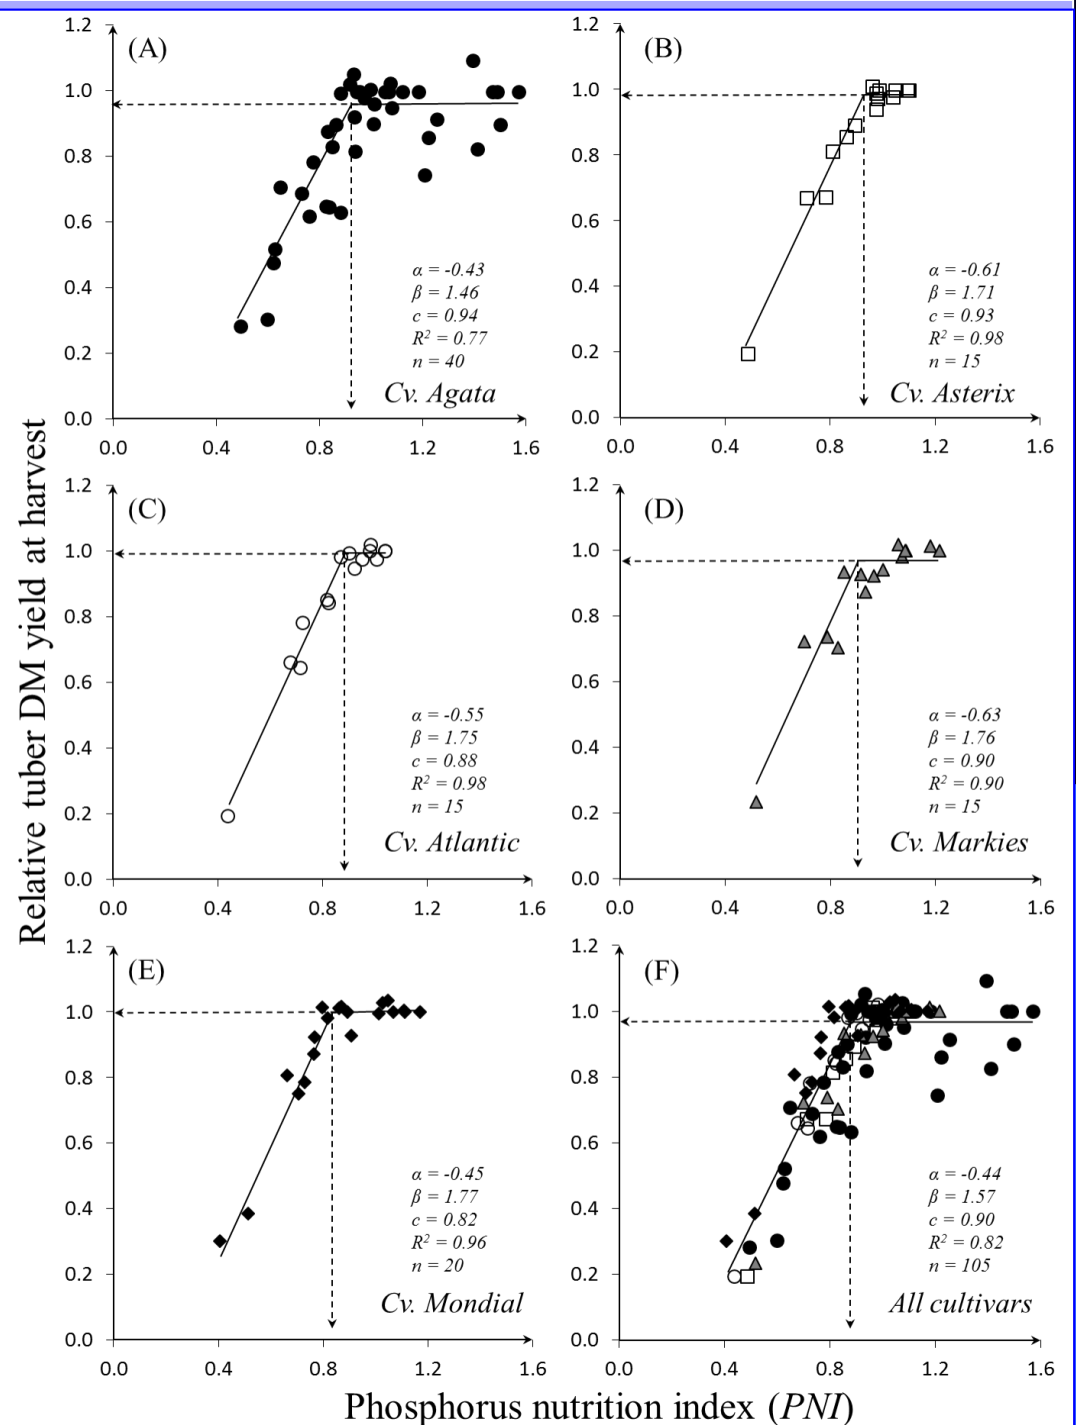 Relative tuber DM yield at harvest
(A)
1.2
1.0
0.8
0.6
0.4
0.2
0.0
α = -0.43
β = 1.46
c = 0.94
R² = 0.77
n = 40
Cv. Agata
0.0 0.4 0.8 1.2 1.6
(B)
1.2
1.0
0.8
0.6
0.4
0.2
0.0
α = -0.61
β = 1.71
c = 0.93
R² = 0.98
n = 15
Cv. Asterix
0.0 0.4 0.8 1.2 1.6
(C)
1.2
1.0
0.8
0.6
0.4
0.2
0.0
α = -0.55
β = 1.75
c = 0.88
R² = 0.98
n = 15
Cv. Atlantic
0.0 0.4 0.8 1.2 1.6
(D)
1.2
1.0
0.8
0.6
0.4
0.2
0.0
α = -0.63
β = 1.76
c = 0.90
R² = 0.90
n = 15
Cv. Markies
0.0 0.4 0.8 1.2 1.6
(E)
1.2
1.0
0.8
0.6
0.4
0.2
0.0
α = -0.45
β = 1.77
c = 0.82
R² = 0.96
n = 20
Cv. Mondial
0.0 0.4 0.8 1.2 1.6
(F)
1.2
1.0
0.8
0.6
0.4
0.2
0.0
α = -0.44
β = 1.57
c = 0.90
R² = 0.82
n = 105
All cultivars
0.0 0.4 0.8 1.2 1.6
Phosphorus nutrition index (PNI)